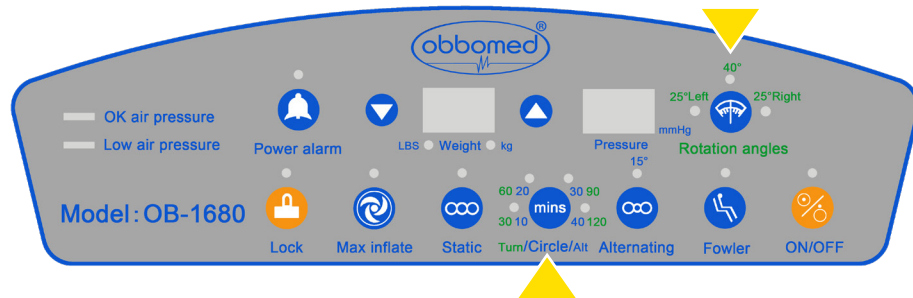 obbomed®
40°
25°Left 25°Right
OK air pressure
mmHg
Low air pressure
Power alarm
LBS Weight kg
Pressure
Rotation angles
15°
60 20 30 90
mins
30 10 40 120
Model: OB-1680
Lock
Max inflate
Static
Turn/Circle/Alt
Alternating
Fowler
ON/OFF